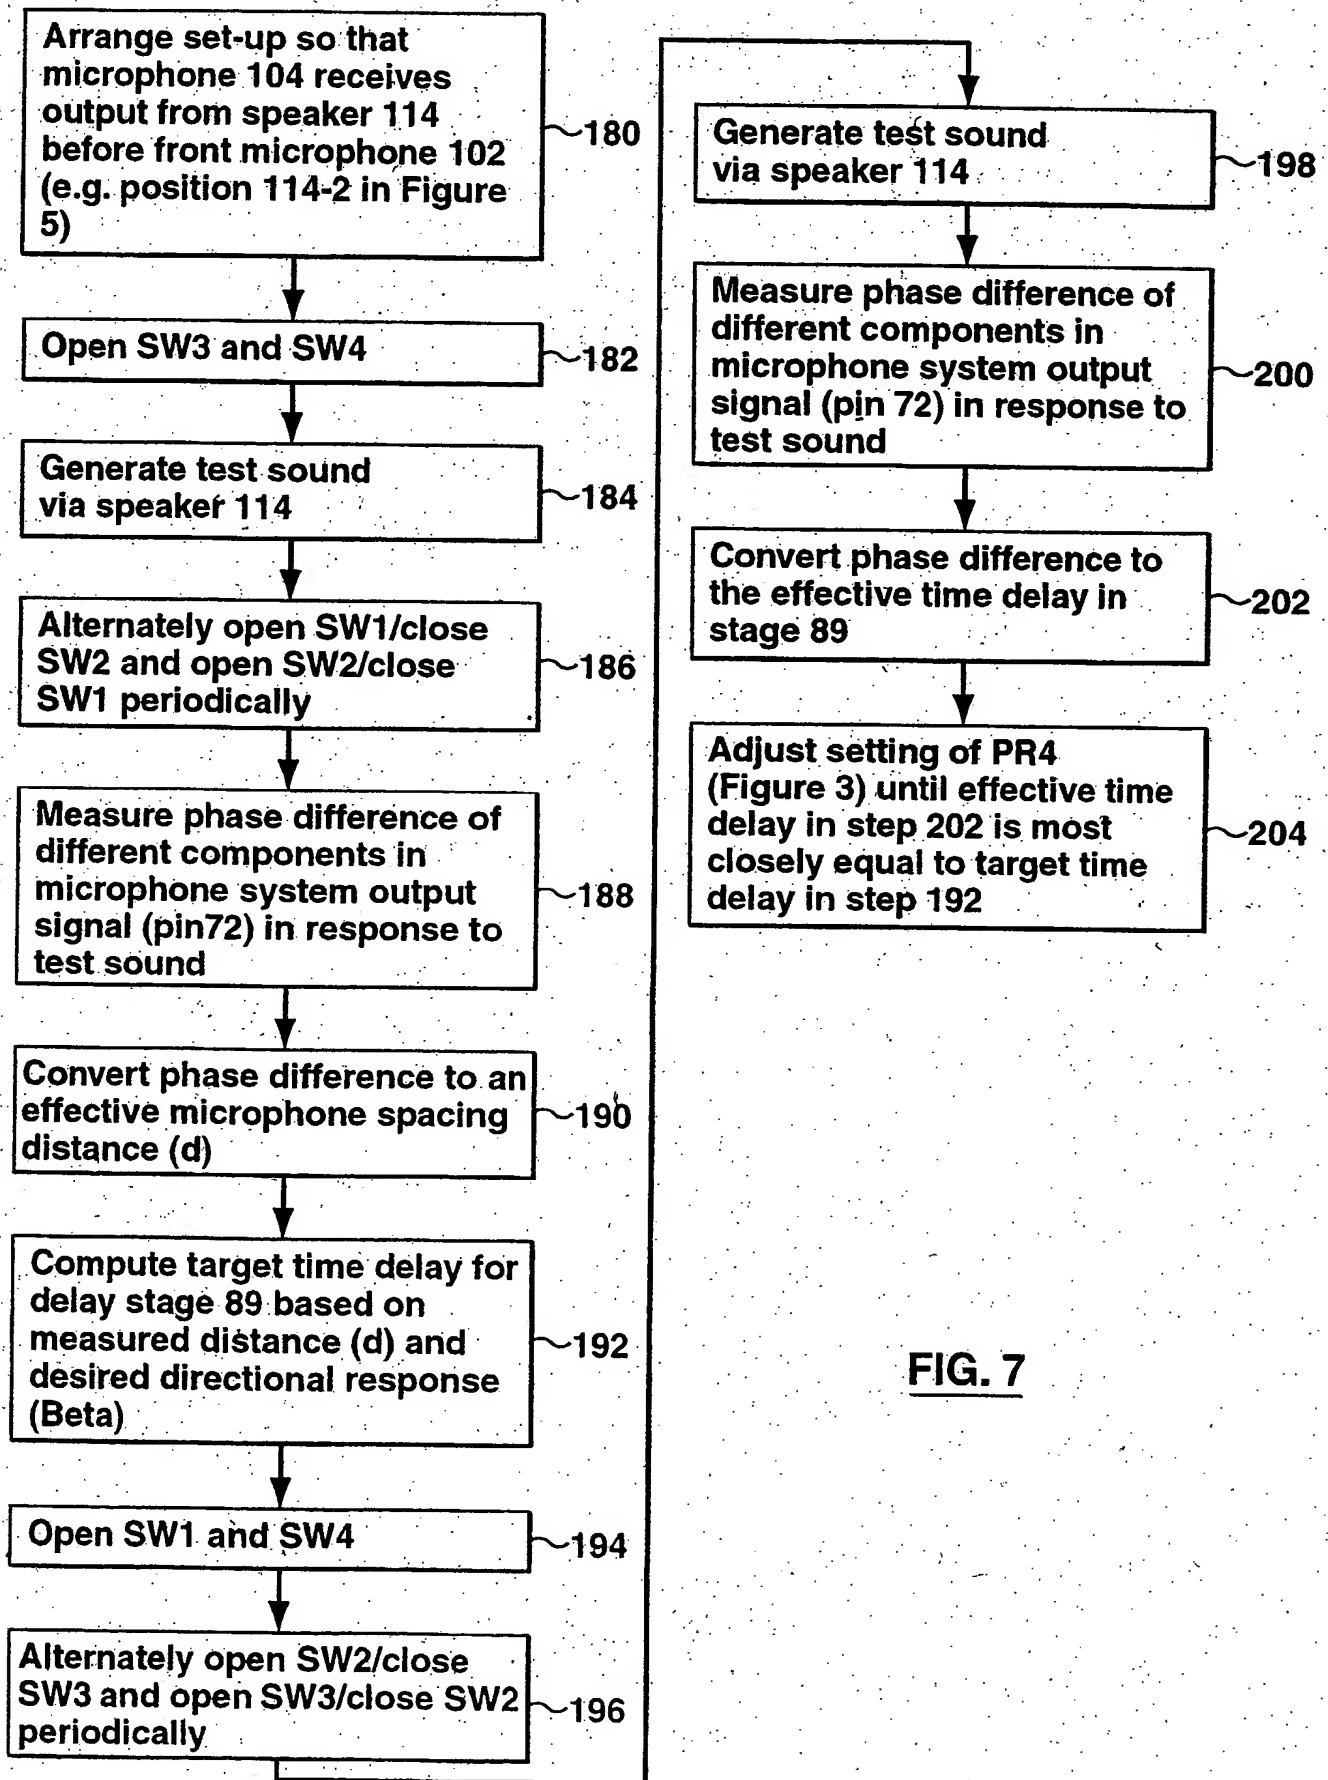 Arrange set-up so that
microphone 104 receives
output from speaker 114
before front microphone 102
(e.g. position 114-2 in Figure
5)
180
Open SW3 and SW4
182
Generate test sound
via speaker 114
184
Alternately open SW1/close
SW2 and open SW2/close
SW1 periodically
186
Measure phase difference of
different components in
microphone system output
signal (pin72) in response to
test sound
188
Convert phase difference to an
effective microphone spacing
distance (d)
190
Compute target time delay for
delay stage 89 based on
measured distance (d) and
desired directional response
(Beta)
192
Open SW1 and SW4
194
Alternately open SW2/close
SW3 and open SW3/close SW2
periodically
196
Generate test sound
via speaker 114
198
Measure phase difference of
different components in
microphone system output
signal (pin 72) in response to
test sound
200
Convert phase difference to
the effective time delay in
stage 89
202
Adjust setting of PR4
(Figure 3) until effective time
delay in step 202 is most
closely equal to target time
delay in step 192
204
FIG. 7